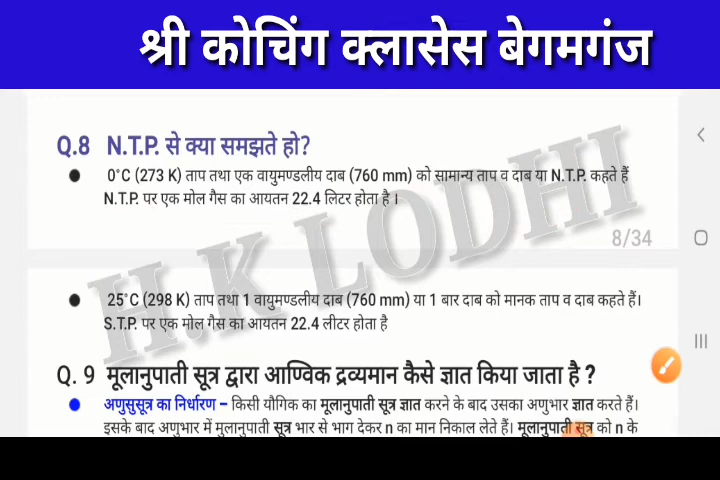 श्री कोचिंग क्लासेस बेगमगंज
Q.8 N.T.P. से क्या समझते हो?
0°C (273 K) ताप तथा एक वायुमण्डलीय दाब (760 mm) को सामान्य ताप व दाब या N.T.P. कहते हैं
N.T.P. पर एक मोल गैस का आयतन 22.4 लिटर होता है ।
8/34
25°C (298 K) ताप तथा 1 वायुमण्डलीय दाब (760 mm) या 1 बार दाब को मानक ताप व दाब कहते हैं।
S.T.P. पर एक मोल गैस का आयतन 22.4 लीटर होता है
H.K LODHI
Q. 9 मूलानुपाती सूत्र द्वारा आण्विक द्रव्यमान कैसे ज्ञात किया जाता है ?
अणुसुसूत्र का निर्धारण – किसी यौगिक का मूलानुपाती सूत्र ज्ञात करने के बाद उसका अणुभार ज्ञात करते हैं।
इसके बाद अणुभार में मुलानुपाती सूत्र भार से भाग देकर n का मान निकाल लेते हैं। मूलानुपाती सूत्र को n के